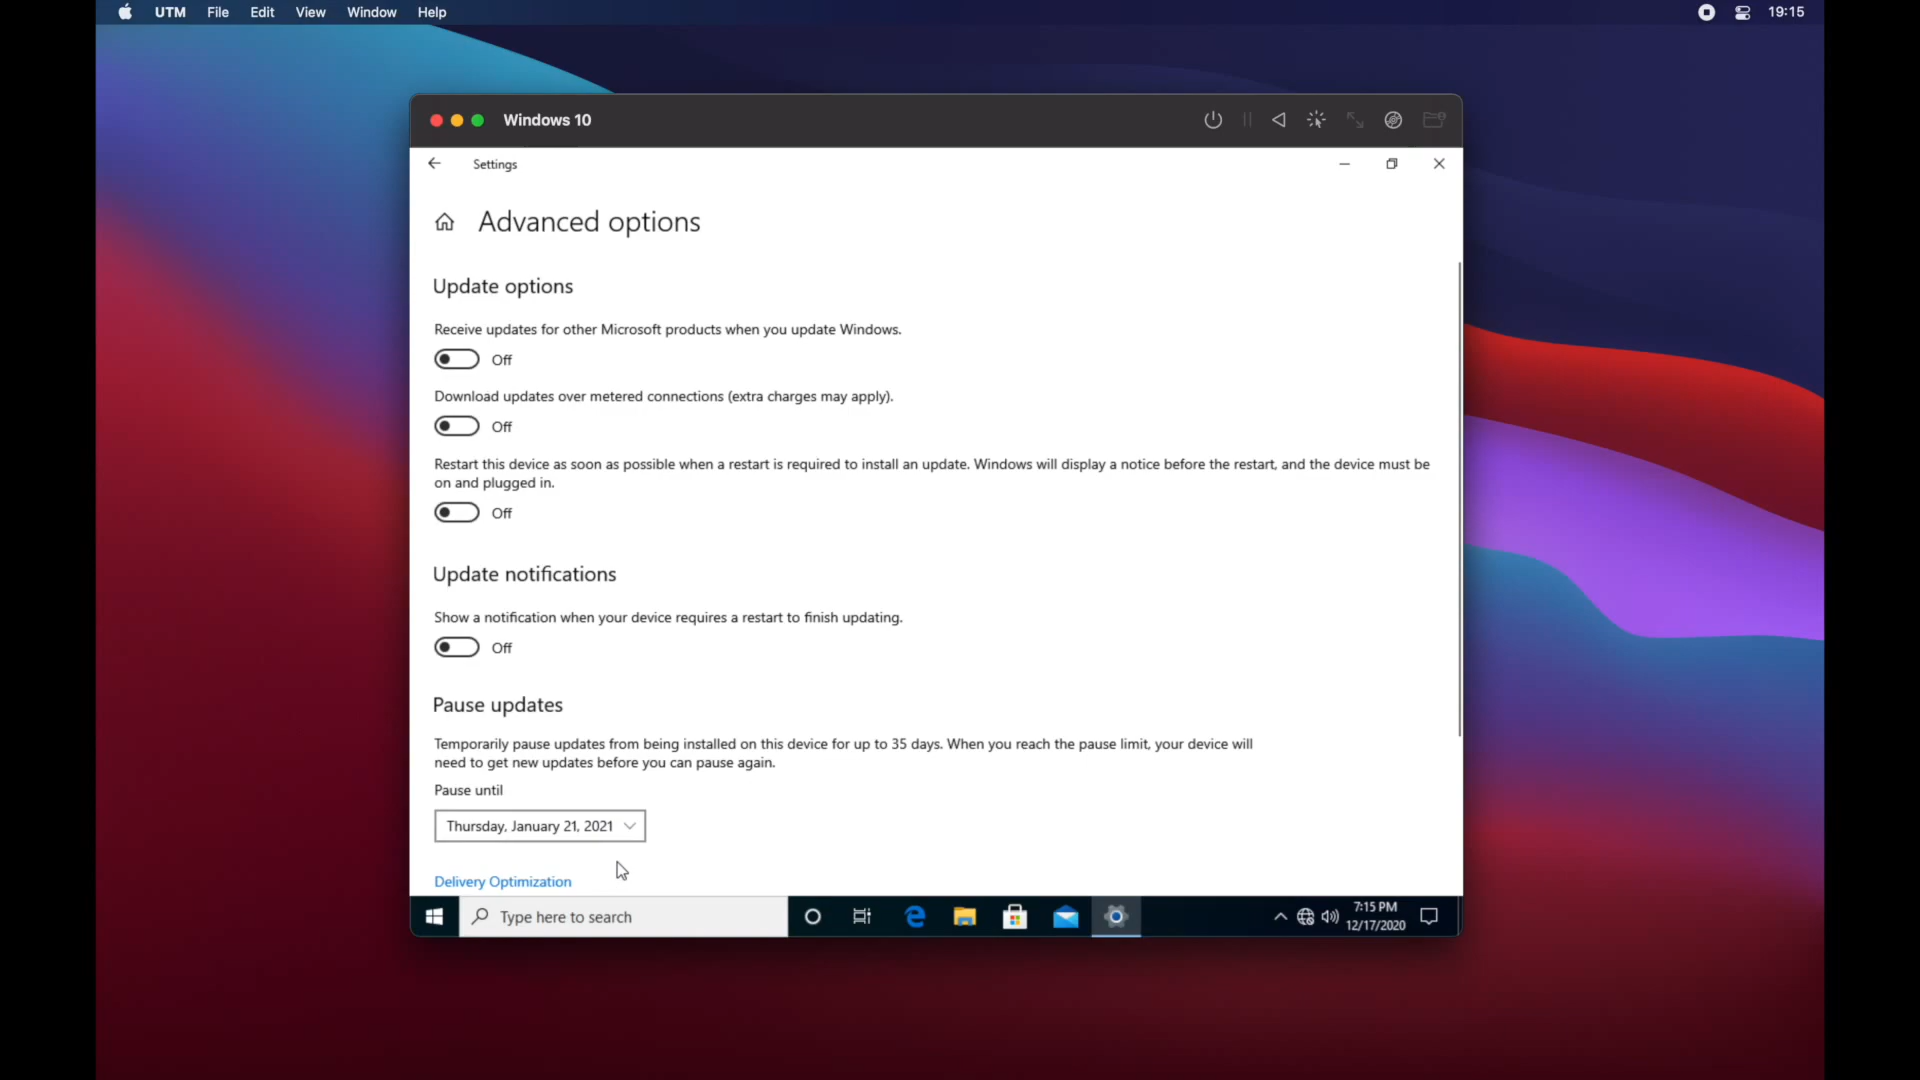 UTM File Edit View Window Help 19:15
Windows 10
Settings
Advanced options
Update options
Receive updates for other Microsoft products when you update Windows.
Off
Download updates over metered connections (extra charges may apply).
Off
Restart this device as soon as possible when a restart is required to install an update. Windows will display a notice before the restart, and the device must be
on and plugged in.
Off
Update notifications
Show a notification when your device requires a restart to finish updating.
Off
Pause updates
Temporarily pause updates from being installed on this device for up to 35 days. When you reach the pause limit, your device will
need to get new updates before you can pause again.
Pause until
Thursday, January 21, 2021
Delivery Optimization
Type here to search
7:15 PM
12/17/2020